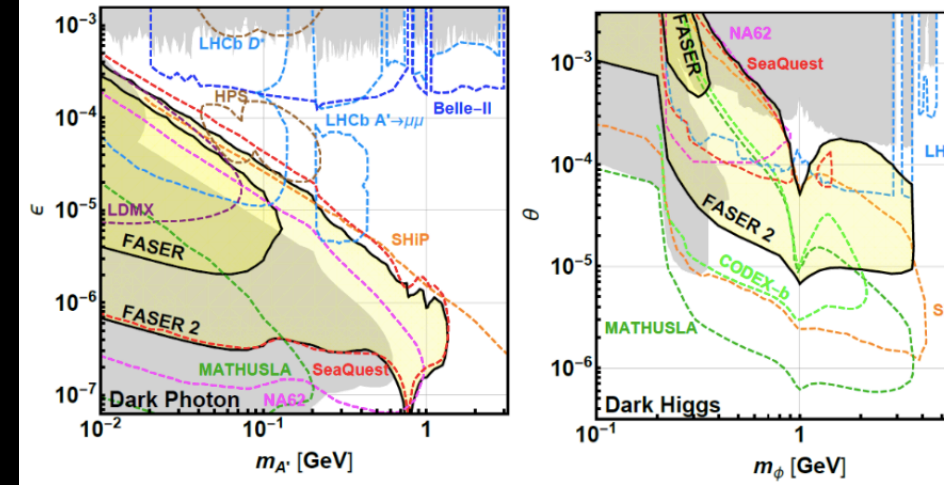 10⁻³
10⁻⁴
10⁻⁵
10⁻⁶
10⁻⁷
ϵ
LHCb D*
HPS
LHCb A'→μμ
Belle-II
LDMX
FASER
SHiP
FASER 2
MATHUSLA
SeaQuest
NA62
Dark Photon
10⁻² 10⁻¹ 1
m_A' [GeV]
10⁻³
10⁻⁴
10⁻⁵
10⁻⁶
θ
NA62
FASER
SeaQuest
LH
FASER 2
CODEX-b
S
MATHUSLA
Dark Higgs
10⁻¹ 1
m_ϕ [GeV]